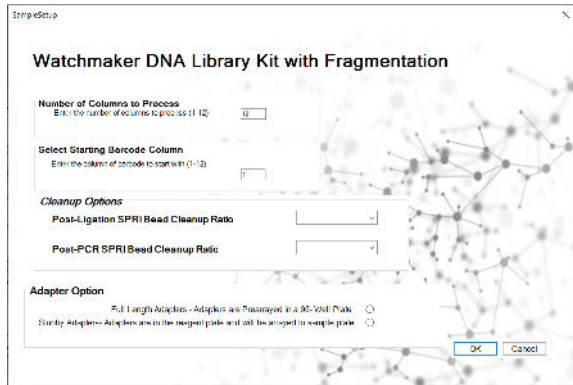 SampleSetup
Watchmaker DNA Library Kit with Fragmentation
Number of Columns to Process
Enter the number of columns to process (1-12)
12
Select Starting Barcode Column
Enter the column of barcode to start with (1-12)
1
Cleanup Options
Post-Ligation SPRI Bead Cleanup Ratio
Post-PCR SPRI Bead Cleanup Ratio
Adapter Option
Full Length Adapters - Adapters are Prearrayed in a 96- Well Plate
Stubby Adapters- Adapters are in the reagent plate and will be arrayed to sample plate
OK Cancel